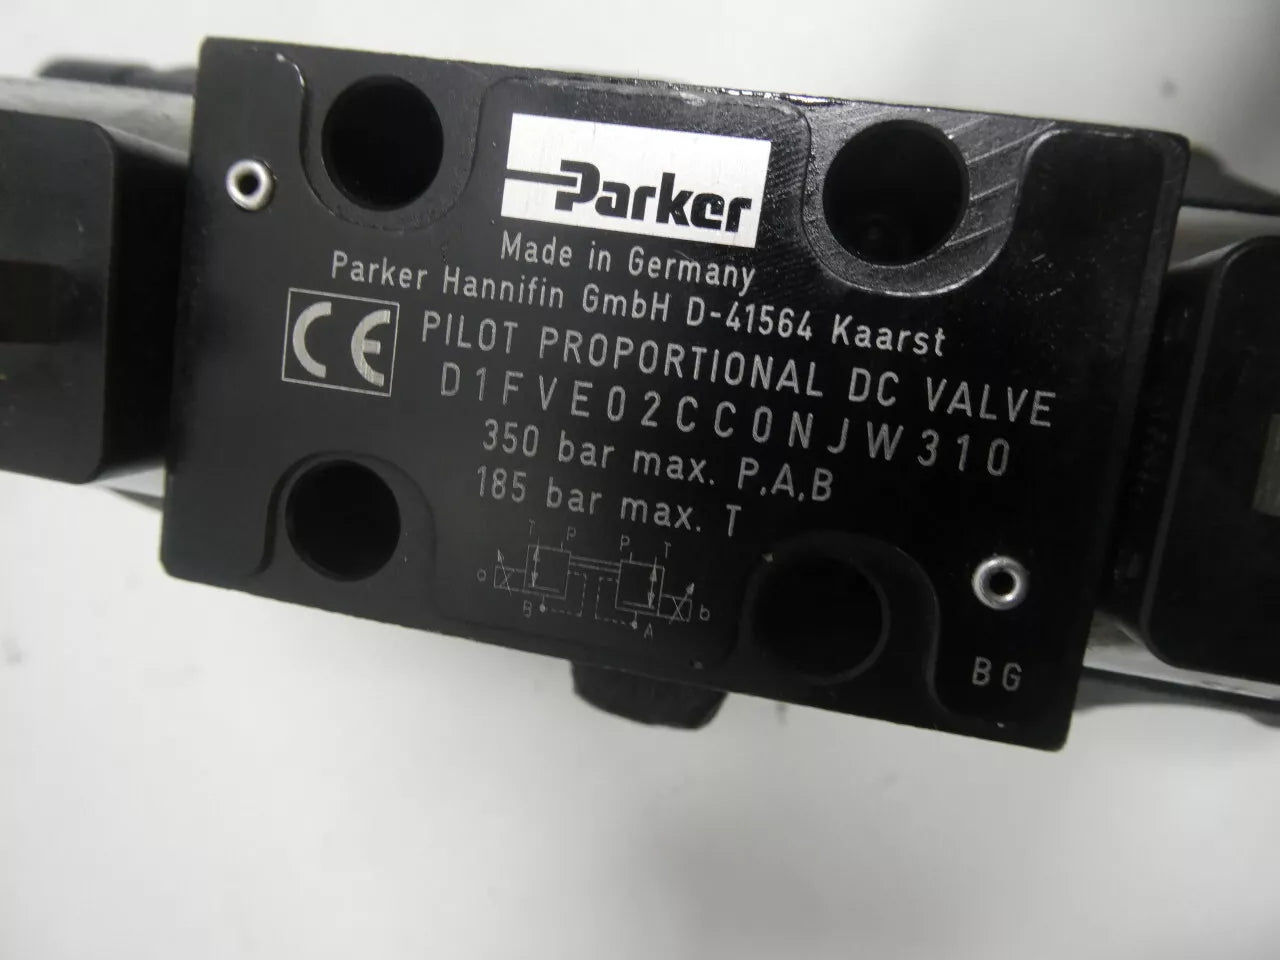 Parker
Made in Germany
Parker Hannifin GmbH D-41564 Kaarst
CE PILOT PROPORTIONAL DC VALVE
D1FVE02CC0NJW310
350 bar max. P.A.B
185 bar max. T
T P P T
a
B
A
b
BG